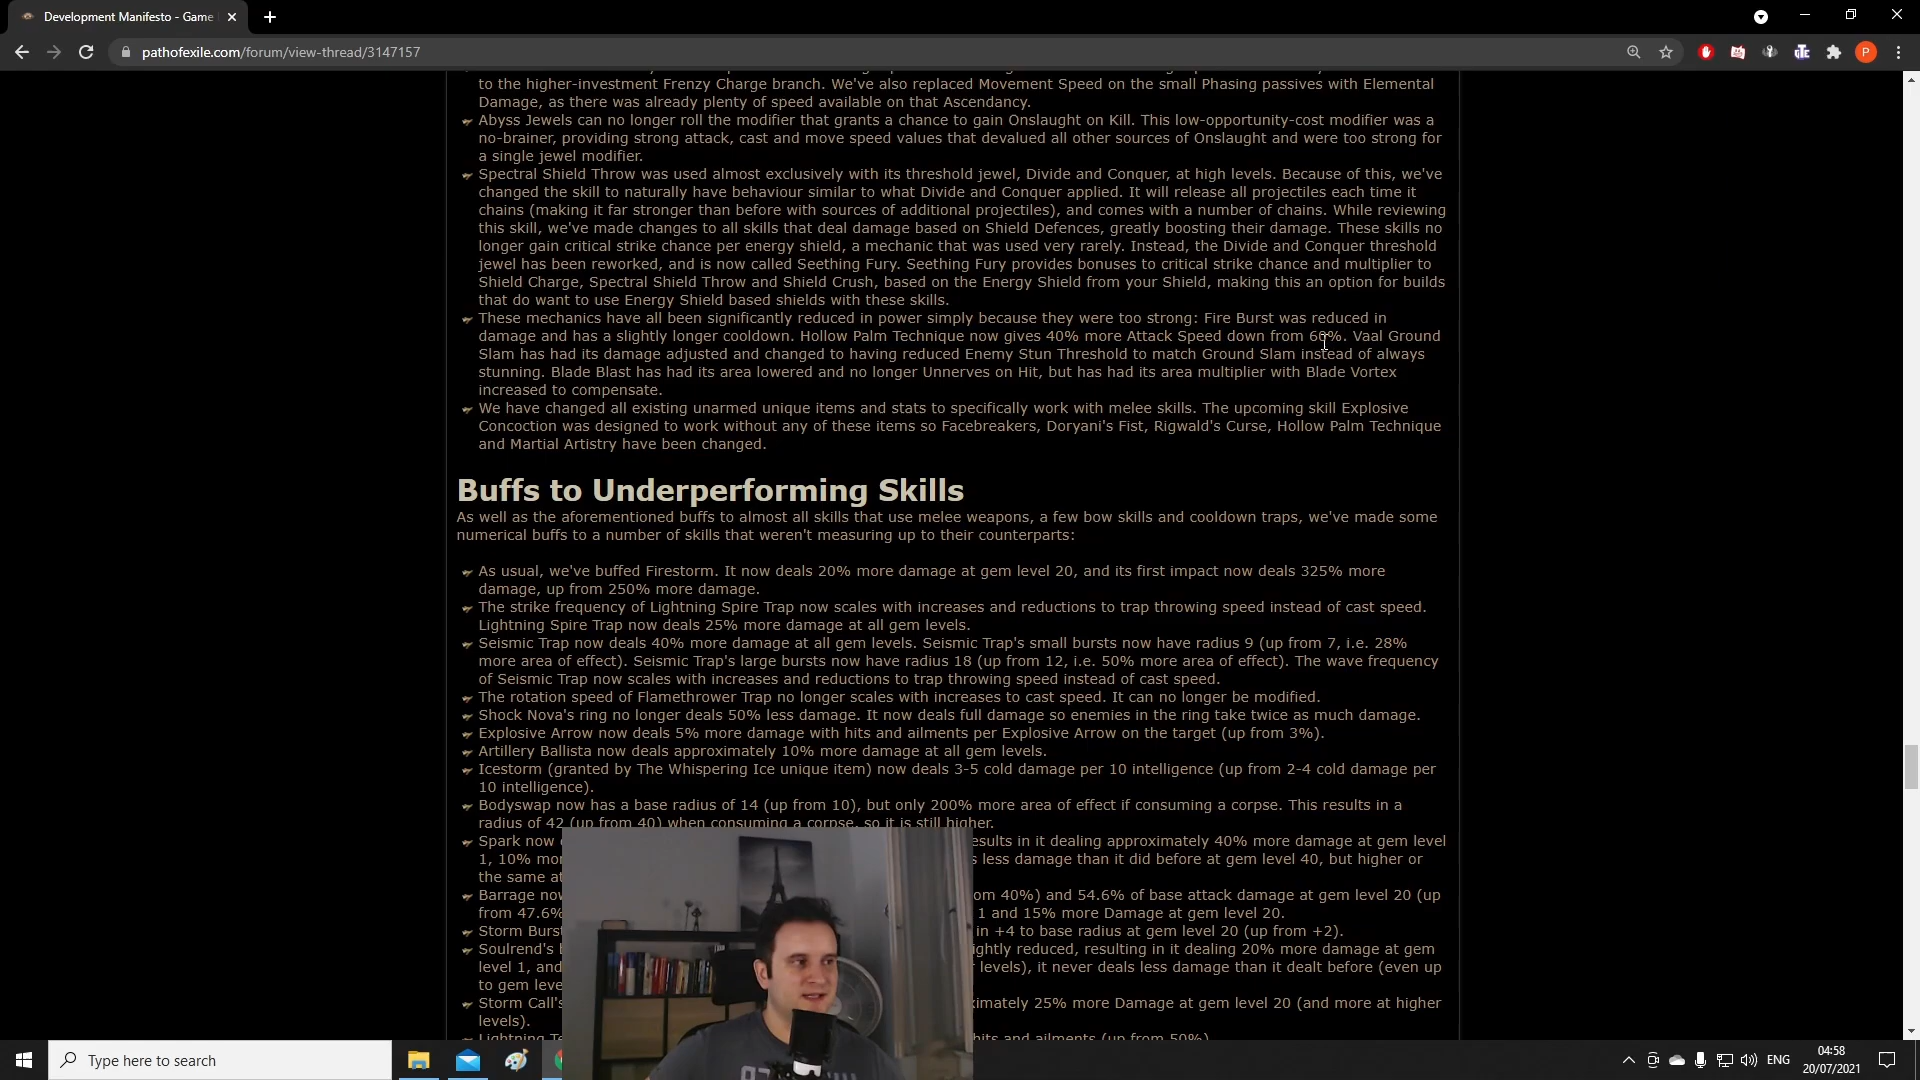 Development Manifesto - Game
pathofexile.com/forum/view-thread/3147157
P
to the higher-investment Frenzy Charge branch. We've also replaced Movement Speed on the small Phasing passives with Elemental
Damage, as there was already plenty of speed available on that Ascendancy.
Abyss Jewels can no longer roll the modifier that grants a chance to gain Onslaught on Kill. This low-opportunity-cost modifier was a
no-brainer, providing strong attack, cast and move speed values that devalued all other sources of Onslaught and were too strong for
a single jewel modifier.
Spectral Shield Throw was used almost exclusively with its threshold jewel, Divide and Conquer, at high levels. Because of this, we've
changed the skill to naturally have behaviour similar to what Divide and Conquer applied. It will release all projectiles each time it
chains (making it far stronger than before with sources of additional projectiles), and comes with a number of chains. While reviewing
this skill, we've made changes to all skills that deal damage based on Shield Defences, greatly boosting their damage. These skills no
longer gain critical strike chance per energy shield, a mechanic that was used very rarely. Instead, the Divide and Conquer threshold
jewel has been reworked, and is now called Seething Fury. Seething Fury provides bonuses to critical strike chance and multiplier to
Shield Charge, Spectral Shield Throw and Shield Crush, based on the Energy Shield from your Shield, making this an option for builds
that do want to use Energy Shield based shields with these skills.
These mechanics have all been significantly reduced in power simply because they were too strong: Fire Burst was reduced in
damage and has a slightly longer cooldown. Hollow Palm Technique now gives 40% more Attack Speed down from 60%. Vaal Ground
Slam has had its damage adjusted and changed to having reduced Enemy Stun Threshold to match Ground Slam instead of always
stunning. Blade Blast has had its area lowered and no longer Unnerves on Hit, but has had its area multiplier with Blade Vortex
increased to compensate.
We have changed all existing unarmed unique items and stats to specifically work with melee skills. The upcoming skill Explosive
Concoction was designed to work without any of these items so Facebreakers, Doryani's Fist, Rigwald's Curse, Hollow Palm Technique
and Martial Artistry have been changed.
Buffs to Underperforming Skills
As well as the aforementioned buffs to almost all skills that use melee weapons, a few bow skills and cooldown traps, we've made some
numerical buffs to a number of skills that weren't measuring up to their counterparts:
As usual, we've buffed Firestorm. It now deals 20% more damage at gem level 20, and its first impact now deals 325% more
damage, up from 250% more damage.
The strike frequency of Lightning Spire Trap now scales with increases and reductions to trap throwing speed instead of cast speed.
Lightning Spire Trap now deals 25% more damage at all gem levels.
Seismic Trap now deals 40% more damage at all gem levels. Seismic Trap's small bursts now have radius 9 (up from 7, i.e. 28%
more area of effect). Seismic Trap's large bursts now have radius 18 (up from 12, i.e. 50% more area of effect). The wave frequency
of Seismic Trap now scales with increases and reductions to trap throwing speed instead of cast speed.
The rotation speed of Flamethrower Trap no longer scales with increases to cast speed. It can no longer be modified.
Shock Nova's ring no longer deals 50% less damage. It now deals full damage so enemies in the ring take twice as much damage.
Explosive Arrow now deals 5% more damage with hits and ailments per Explosive Arrow on the target (up from 3%).
Artillery Ballista now deals approximately 10% more damage at all gem levels.
Icestorm (granted by The Whispering Ice unique item) now deals 3-5 cold damage per 10 intelligence (up from 2-4 cold damage per
10 intelligence).
Bodyswap now has a base radius of 14 (up from 10), but only 200% more area of effect if consuming a corpse. This results in a
radius of 42 (up from 40) when consuming a corpse, so it is still higher.
Spark now esults in it dealing approximately 40% more damage at gem level
1, 10% mor s less damage than it did before at gem level 40, but higher or
the same at
Barrage nov om 40%) and 54.6% of base attack damage at gem level 20 (up
from 47.6% 1 and 15% more Damage at gem level 20.
Storm Burst in +4 to base radius at gem level 20 (up from +2).
Soulrend's ghtly reduced, resulting in it dealing 20% more damage at gem
level 1, and levels), it never deals less damage than it dealt before (even up
to gem leve
Storm Call's ximately 25% more Damage at gem level 20 (and more at higher
levels).
Lightning Te hits and ailments (up from 50%)
Type here to search
ENG
04:58
20/07/2021